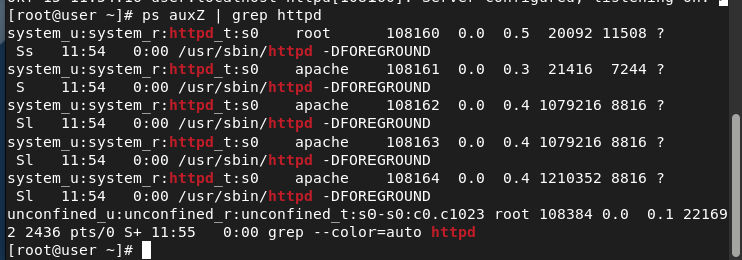 [root@user ~]# ps auxZ | grep httpd
system_u:system_r:httpd_t:s0    root      108160  0.0  0.5  20092 11508 ?
 Ss   11:54   0:00 /usr/sbin/httpd -DFOREGROUND
system_u:system_r:httpd_t:s0    apache    108161  0.0  0.3  21416  7244 ?
 S    11:54   0:00 /usr/sbin/httpd -DFOREGROUND
system_u:system_r:httpd_t:s0    apache    108162  0.0  0.4 1079216 8816 ?
 Sl   11:54   0:00 /usr/sbin/httpd -DFOREGROUND
system_u:system_r:httpd_t:s0    apache    108163  0.0  0.4 1079216 8816 ?
 Sl   11:54   0:00 /usr/sbin/httpd -DFOREGROUND
system_u:system_r:httpd_t:s0    apache    108164  0.0  0.4 1210352 8816 ?
 Sl   11:54   0:00 /usr/sbin/httpd -DFOREGROUND
unconfined_u:unconfined_r:unconfined_t:s0-s0:c0.c1023 root 108384 0.0  0.1 22169
2 2436 pts/0 S+ 11:55   0:00 grep --color=auto httpd
[root@user ~]#